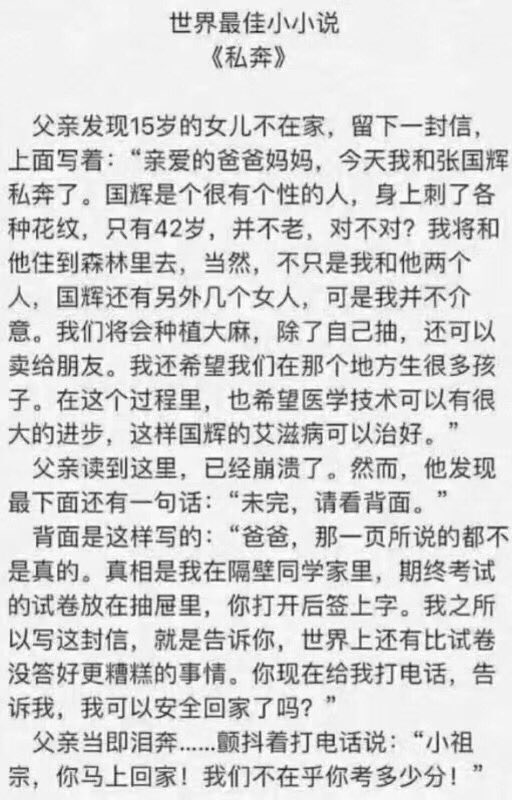 世界最佳小小说
《私奔》
父亲发现15岁的女儿不在家，留下一封信，
上面写着：“亲爱的爸爸妈妈，今天我和张国辉
私奔了。国辉是个很有个性的人，身上刺了各
种花纹，只有42岁，并不老，对不对？我将和
他住到森林里去，当然，不只是我和他两个
人，国辉还有另外几个女人，可是我并不介
意。我们将会种植大麻，除了自己抽，还可以
卖给朋友。我还希望我们在那个地方生很多孩
子。在这个过程里，也希望医学技术可以有很
大的进步，这样国辉的艾滋病可以治好。”
父亲读到这里，已经崩溃了。然而，他发现
最下面还有一句话：“未完，请看背面。”
背面是这样写的：“爸爸，那一页所说的都不
是真的。真相是我在隔壁同学家里，期终考试
的试卷放在抽屉里，你打开后签上字。我之所
以写这封信，就是告诉你，世界上还有比试卷
没答好更糟糕的事情。你现在给我打电话，告
诉我，我可以安全回家了吗？”
父亲当即泪奔……颤抖着打电话说：“小祖
宗，你马上回家！我们不在乎你考多少分！”